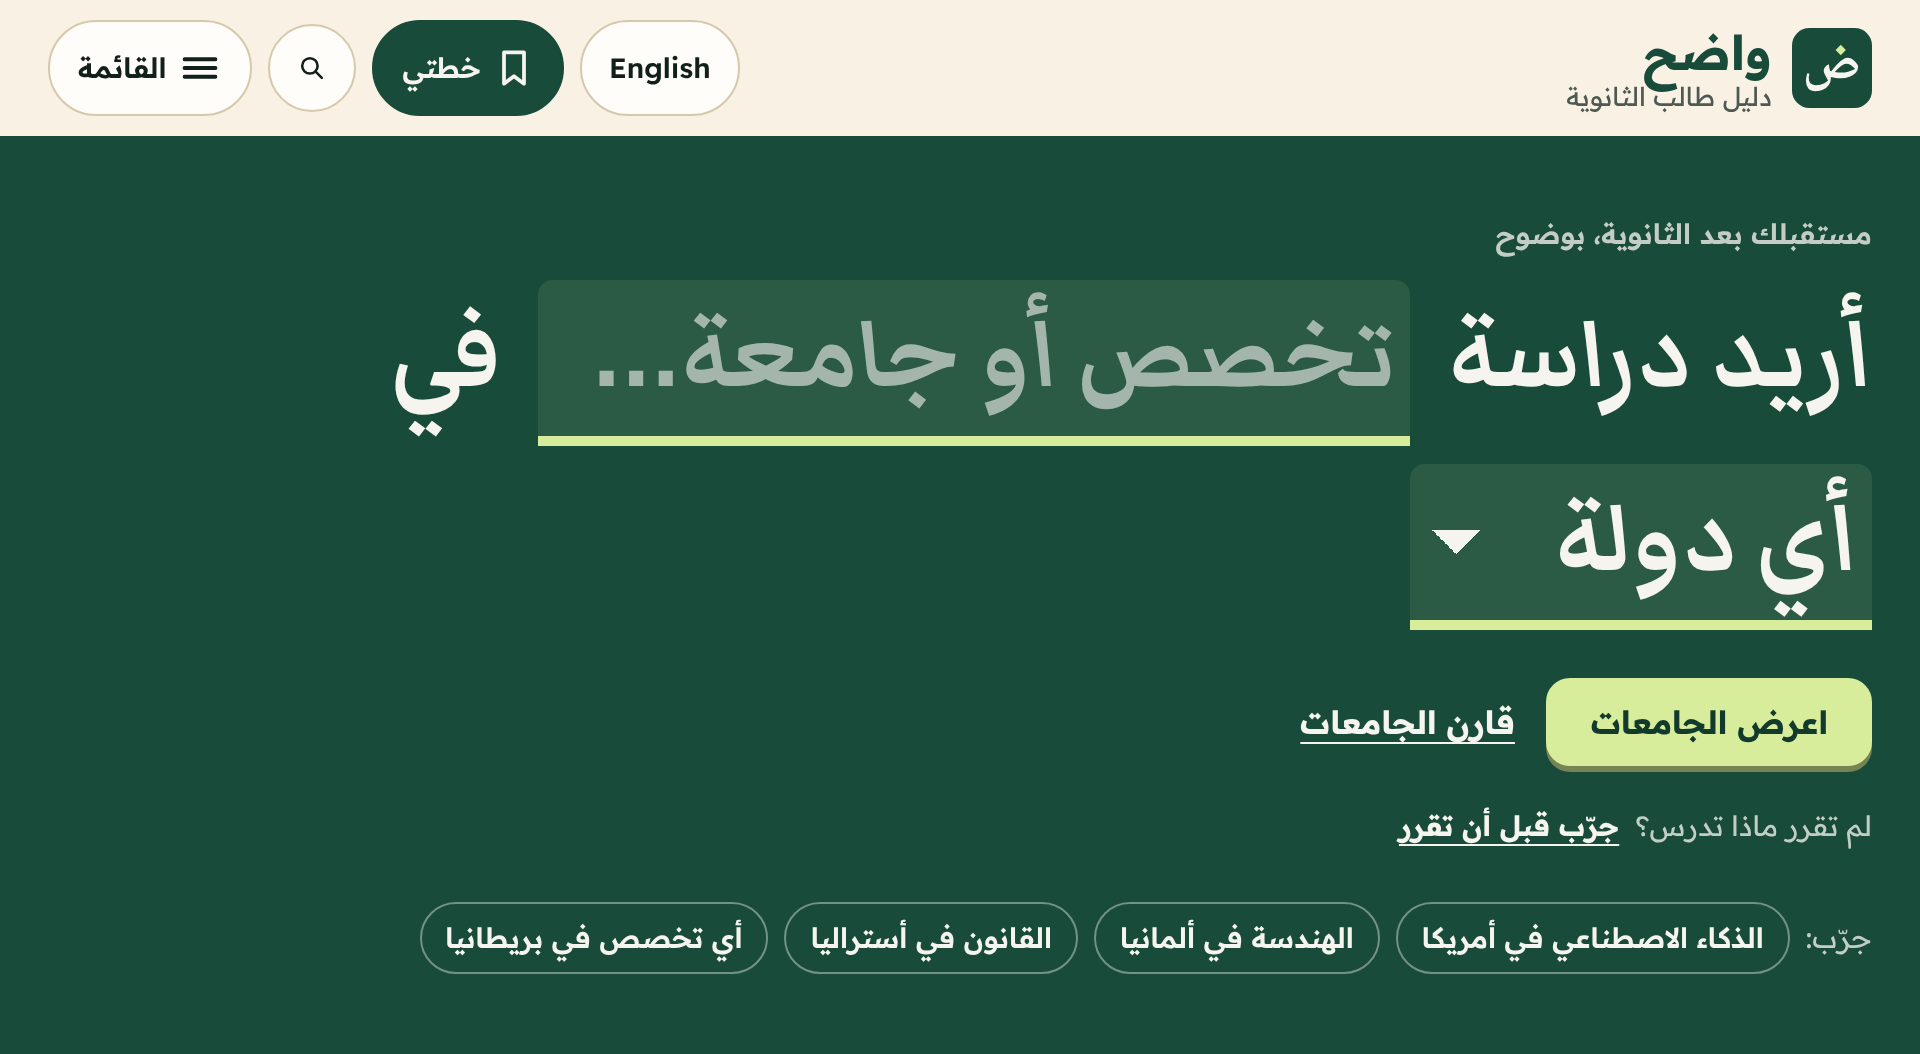 ض
واضح
دليل طالب الثانوية
English
خطتي
القائمة
مستقبلك بعد الثانوية، بوضوح
أريد دراسة تخصص أو جامعة... في
أي دولة
اعرض الجامعات
قارن الجامعات
لم تقرر ماذا تدرس؟ جرّب قبل أن تقرر
جرّب: الذكاء الاصطناعي في أمريكا الهندسة في ألمانيا القانون في أستراليا أي تخصص في بريطانيا